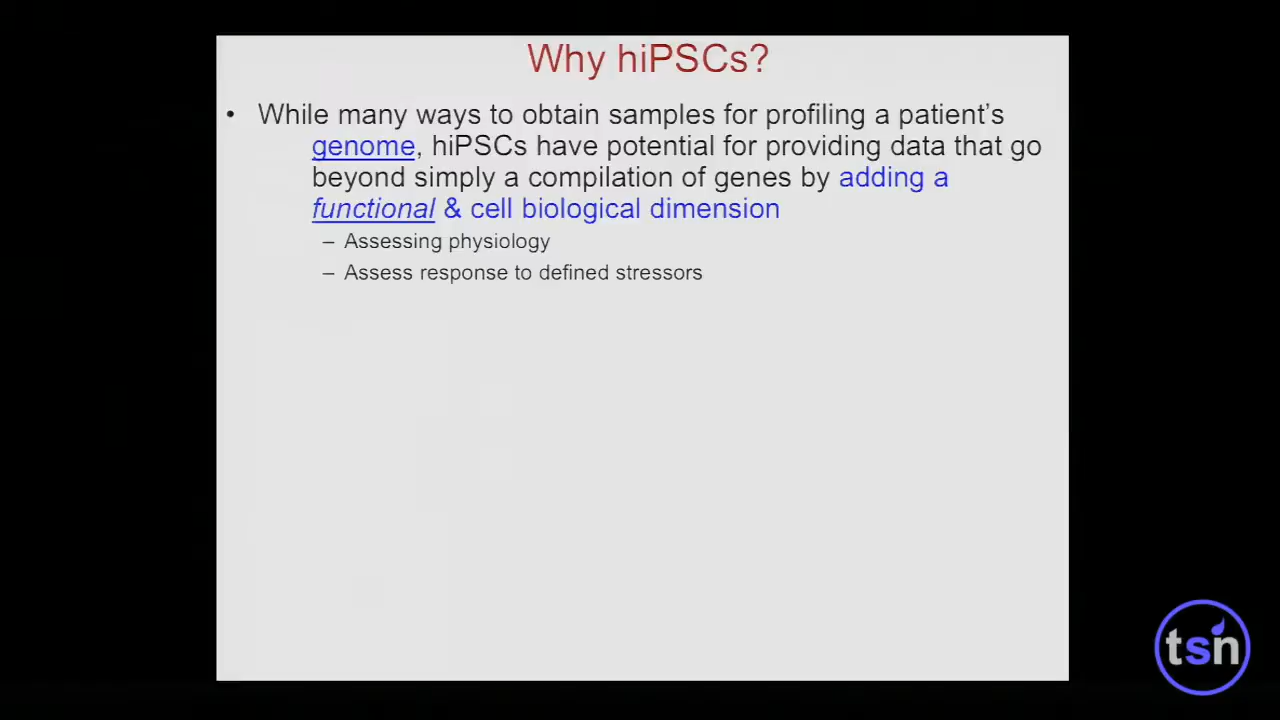 Why hiPSCs?
• While many ways to obtain samples for profiling a patient's
genome, hiPSCs have potential for providing data that go
beyond simply a compilation of genes by adding a
functional & cell biological dimension
– Assessing physiology
– Assess response to defined stressors
tsn